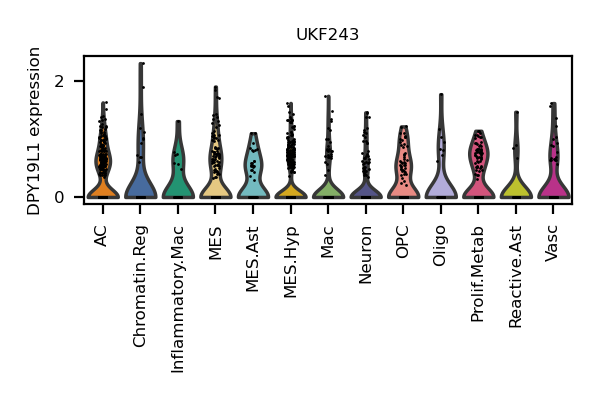 UKF243
DPY19L1 expression
2
0
AC
Chromatin.Reg
Inflammatory.Mac
MES
MES.Ast
MES.Hyp
Mac
Neuron
OPC
Oligo
Prolif.Metab
Reactive.Ast
Vasc